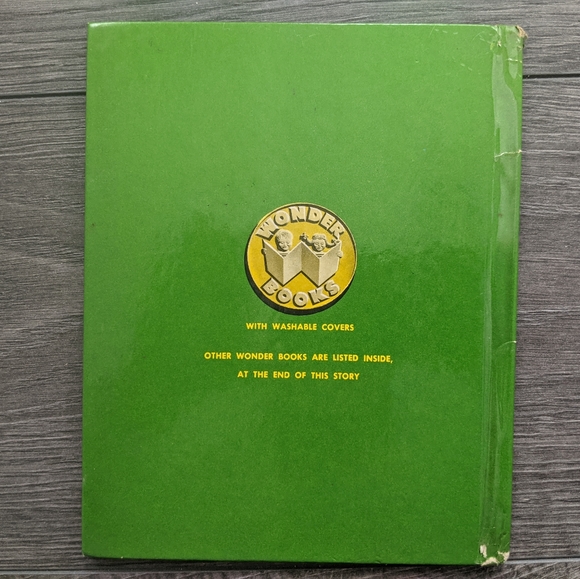 WONDER
BOOKS
WITH WASHABLE COVERS
OTHER WONDER BOOKS ARE LISTED INSIDE,
AT THE END OF THIS STORY